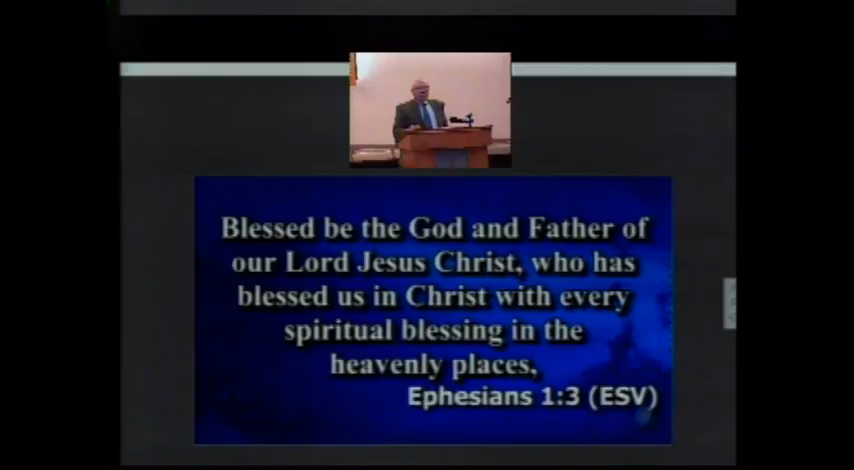 Blessed be the God and Father of
our Lord Jesus Christ, who has
blessed us in Christ with every
spiritual blessing in the
heavenly places,
Ephesians 1:3 (ESV)